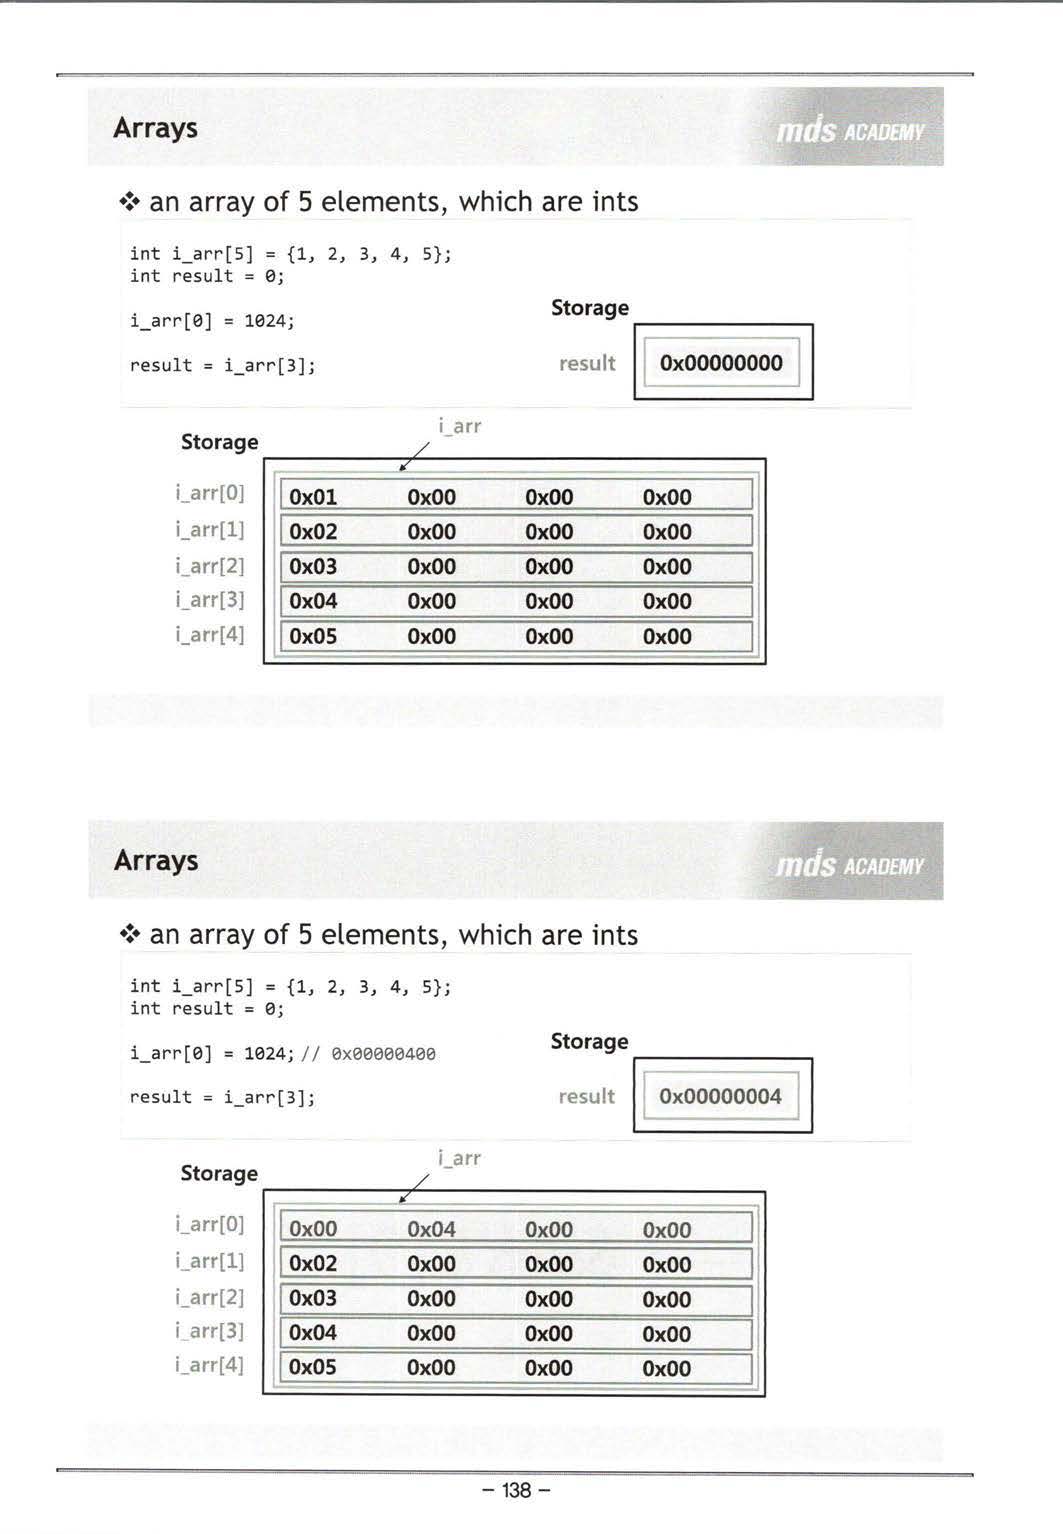 Arrays
mds ACADEMY
❖ an array of 5 elements, which are ints
int i_arr[5] = {1, 2, 3, 4, 5};
int result = 0;
i_arr[0] = 1024;
result = i_arr[3];
Storage
result 0x00000000
i_arr
Storage
i_arr[0] 0x01 0x00 0x00 0x00
i_arr[1] 0x02 0x00 0x00 0x00
i_arr[2] 0x03 0x00 0x00 0x00
i_arr[3] 0x04 0x00 0x00 0x00
i_arr[4] 0x05 0x00 0x00 0x00
Arrays
mds ACADEMY
❖ an array of 5 elements, which are ints
int i_arr[5] = {1, 2, 3, 4, 5};
int result = 0;
i_arr[0] = 1024; // 0x00000400
result = i_arr[3];
Storage
result 0x00000004
i_arr
Storage
i_arr[0] 0x00 0x04 0x00 0x00
i_arr[1] 0x02 0x00 0x00 0x00
i_arr[2] 0x03 0x00 0x00 0x00
i_arr[3] 0x04 0x00 0x00 0x00
i_arr[4] 0x05 0x00 0x00 0x00
– 138 –